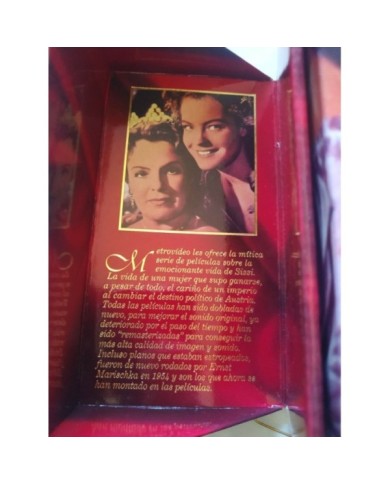 Metrovideo les ofrece la mítica
serie de películas sobre la
emocionante vida de Sissi.
La vida de una mujer que supo ganarse,
a pesar de todo, el cariño de un imperio
al cambiar el destino político de Austria.
Todas las películas han sido dobladas de
nuevo, para mejorar el sonido original, ya
deteriorado por el paso del tiempo y han
sido "remasterizadas" para conseguir la
más alta calidad de imagen y sonido.
Incluso planos que estaban estropeados,
fueron de nuevo rodados por Ernst
Marischka en 1954 y son los que ahora se
han montado en las películas.